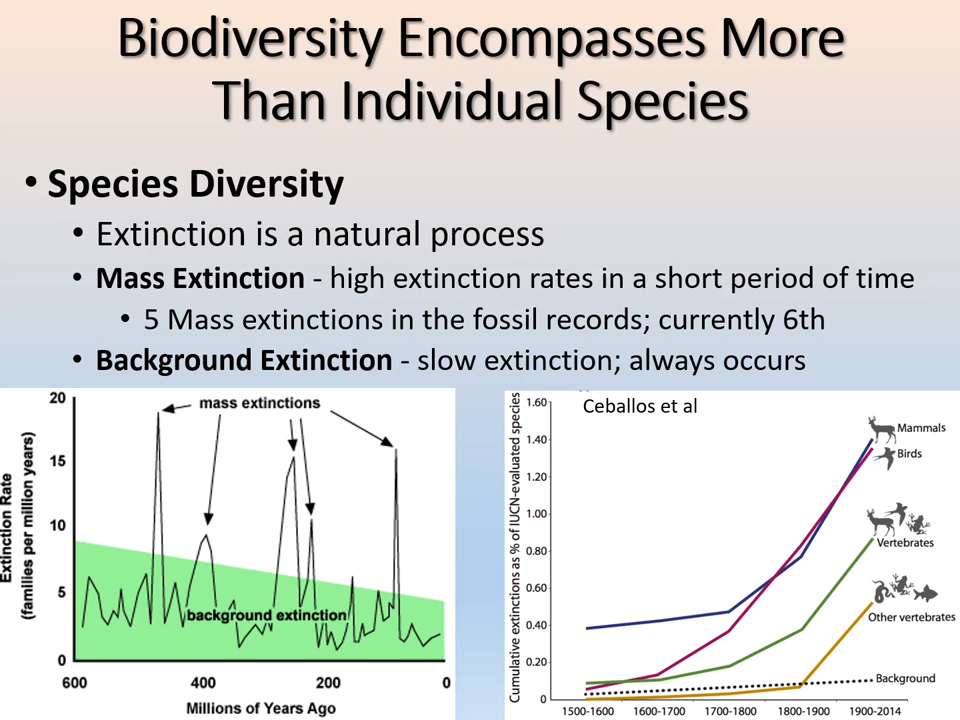 Biodiversity Encompasses More
Than Individual Species
• Species Diversity
• Extinction is a natural process
• Mass Extinction - high extinction rates in a short period of time
• 5 Mass extinctions in the fossil records; currently 6th
• Background Extinction - slow extinction; always occurs
Extinction Rate
(families per million years)
20
15
10
5
0
mass extinctions
background extinction
600
400
200
0
Millions of Years Ago
Ceballos et al
Cumulative extinctions as % of IUCN-evaluated species
1.60
1.40
1.20
1.00
0.80
0.60
0.40
0.20
0
Mammals
Birds
Vertebrates
Other vertebrates
Background
1500-1600
1600-1700
1700-1800
1800-1900
1900-2014